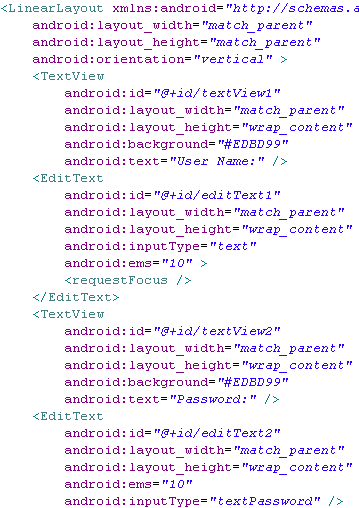 <LinearLayout xmlns:android="http://schemas.a
android:layout_width="match_parent"
android:layout_height="match_parent"
android:orientation="vertical" >
<TextView
android:id="@+id/textView1"
android:layout_width="match_parent"
android:layout_height="wrap_content"
android:background="#EDBD99"
android:text="User Name:" />
<EditText
android:id="@+id/editText1"
android:layout_width="match_parent"
android:layout_height="wrap_content"
android:inputType="text"
android:ems="10" >
<requestFocus />
</EditText>
<TextView
android:id="@+id/textView2"
android:layout_width="match_parent"
android:layout_height="wrap_content"
android:background="#EDBD99"
android:text="Password:" />
<EditText
android:id="@+id/editText2"
android:layout_width="match_parent"
android:layout_height="wrap_content"
android:ems="10"
android:inputType="textPassword" />